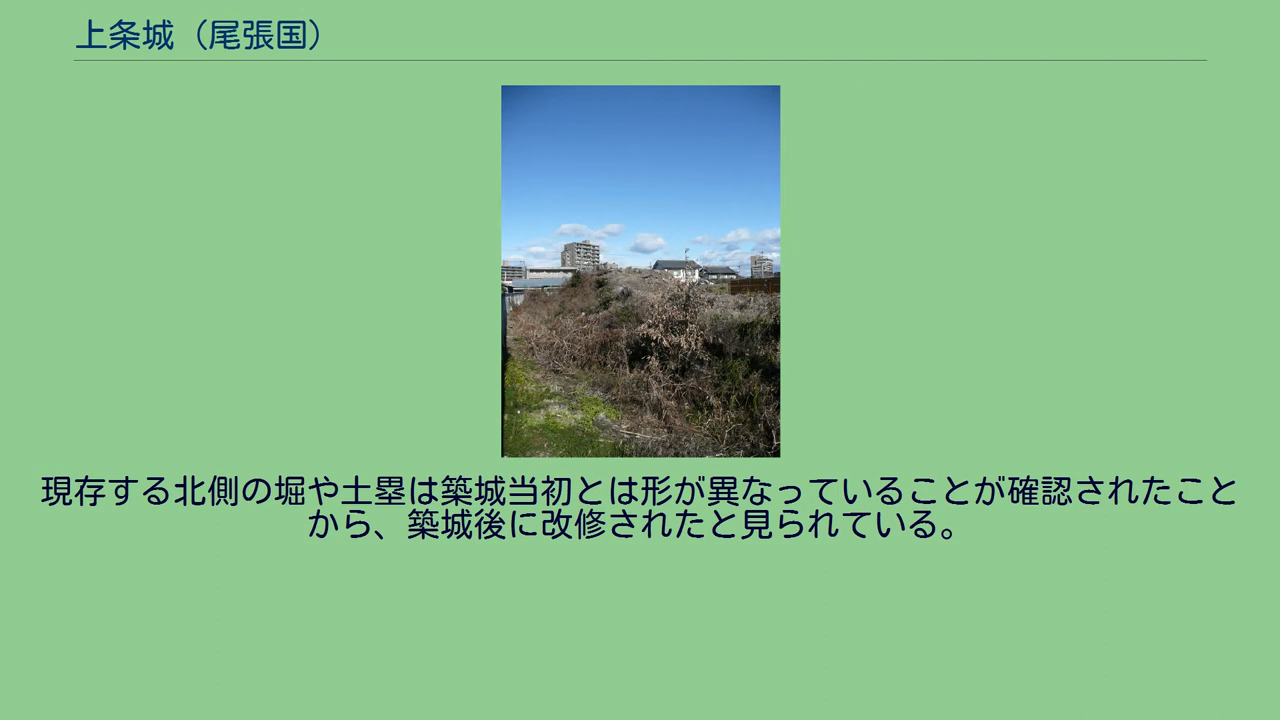 上条城（尾張国）
現存する北側の堀や土塁は築城当初とは形が異なっていることが確認されたこと
から、築城後に改修されたと見られている。